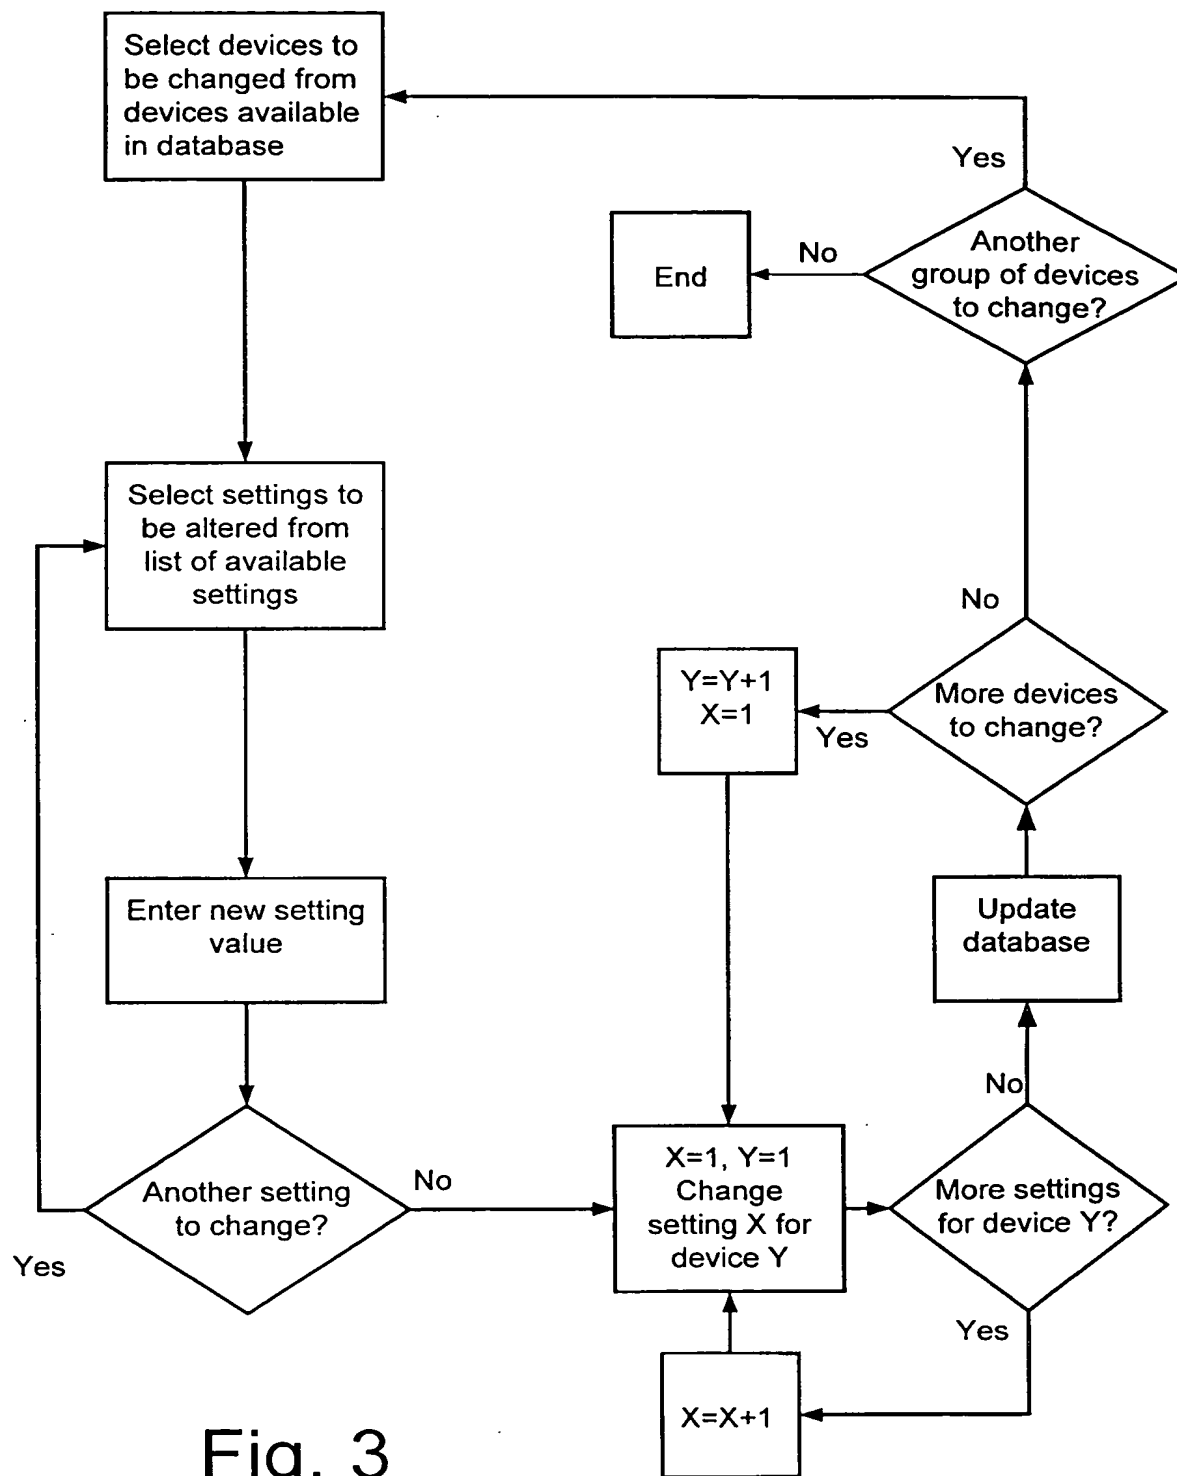 Select devices to
be changed from
devices available
in database
Yes
Another
group of devices
to change?
No
End
Select settings to
be altered from
list of available
settings
No
More devices
to change?
Yes
Y=Y+1
X=1
Enter new setting
value
Update
database
No
Another setting
to change?
No
Yes
X=1, Y=1
Change
setting X for
device Y
More settings
for device Y?
Yes
X=X+1
Fig. 3